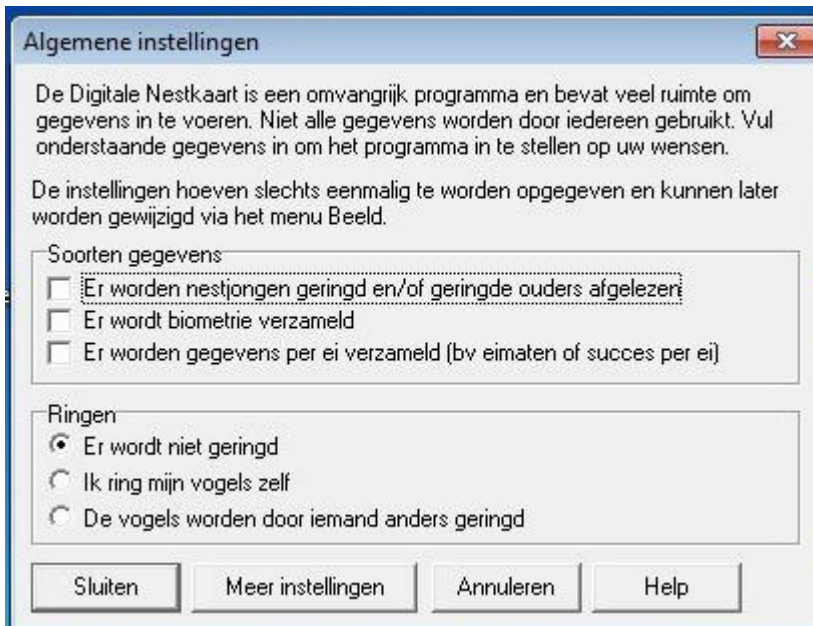 Algemene instellingen
De Digitale Nestkaart is een omvangrijk programma en bevat veel ruimte om
gegevens in te voeren. Niet alle gegevens worden door iedereen gebruikt. Vul
onderstaande gegevens in om het programma in te stellen op uw wensen.
De instellingen hoeven slechts eenmalig te worden opgegeven en kunnen later
worden gewijzigd via het menu Beeld.
Soorten gegevens
Er worden nestjongen geringd en/of geringde ouders afgelezen
Er wordt biometrie verzameld
Er worden gegevens per ei verzameld (bv eimaten of succes per ei)
Ringen
Er wordt niet geringd
Ik ring mijn vogels zelf
De vogels worden door iemand anders geringd
Sluiten Meer instellingen Annuleren Help